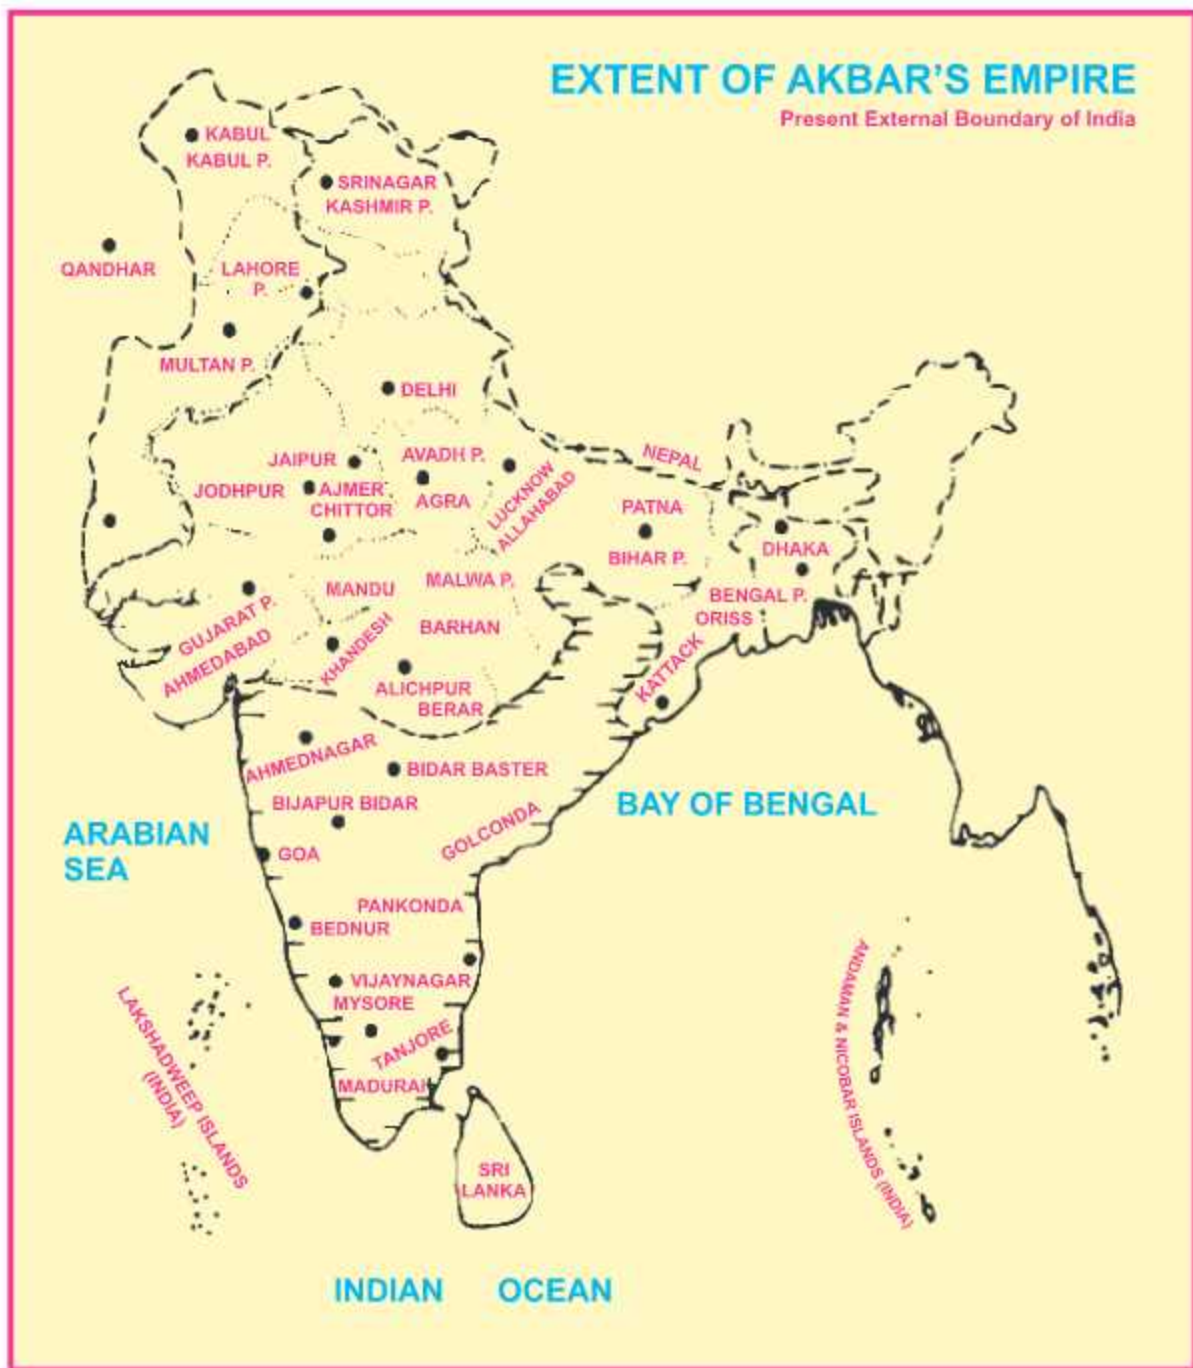 EXTENT OF AKBAR'S EMPIRE
Present External Boundary of India
KABUL
KABUL P.
SRINAGAR
KASHMIR P.
QANDHAR
LAHORE
P.
MULTAN P.
DELHI
JAIPUR
AVADH P.
NEPAL
JODHPUR
AJMER
CHITTOR
AGRA
LUCKNOW
ALLAHABAD
PATNA
BIHAR P.
DHAKA
MANDU
MALWA P.
BENGAL P.
ORISS
GUJARAT P.
AHMEDABAD
KHANDESH
BARHAN
KATTACK
ALICHPUR
BERAR
AHMEDNAGAR
BIDAR BASTER
BIJAPUR BIDAR
GOLCONDA
BAY OF BENGAL
ARABIAN
SEA
GOA
PANKONDA
BEDNUR
VIJAYNAGAR
MYSORE
TANJORE
MADURAI
LAKSHADWEEP ISLANDS
(INDIA)
ANDAMAN & NICOBAR ISLANDS (INDIA)
SRI
LANKA
INDIAN OCEAN